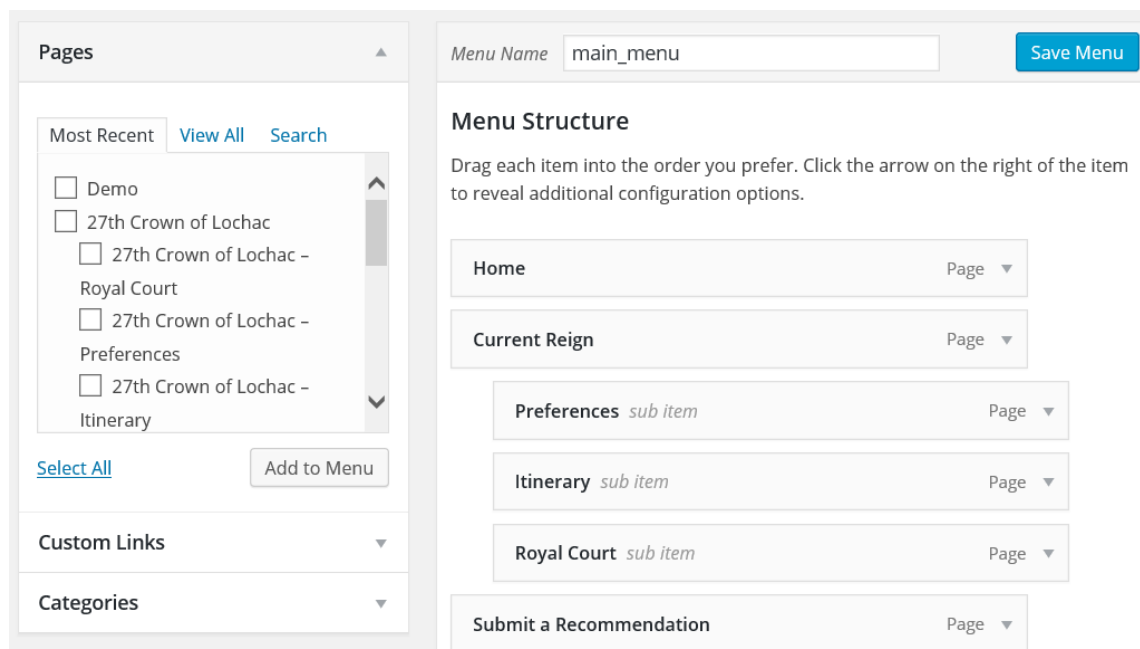 Pages
Most Recent View All Search
Demo
27th Crown of Lochac
27th Crown of Lochac –
Royal Court
27th Crown of Lochac –
Preferences
27th Crown of Lochac –
Itinerary
Select All Add to Menu
Custom Links
Categories
Menu Name main_menu Save Menu
Menu Structure
Drag each item into the order you prefer. Click the arrow on the right of the item
to reveal additional configuration options.
Home Page
Current Reign Page
Preferences sub item Page
Itinerary sub item Page
Royal Court sub item Page
Submit a Recommendation Page